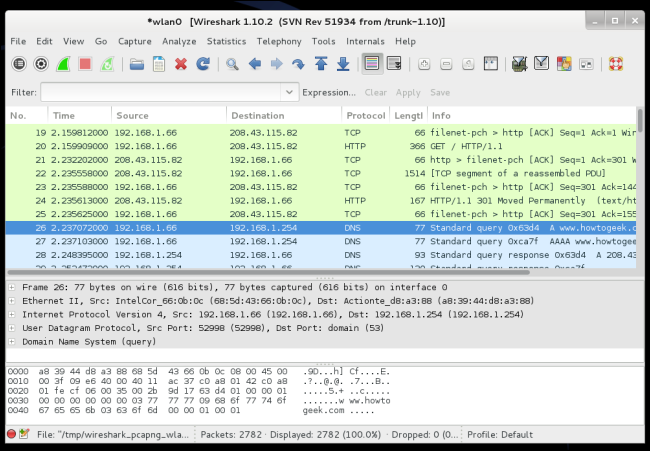 *wlan0 [Wireshark 1.10.2 (SVN Rev 51934 from /trunk-1.10)]
File Edit View Go Capture Analyze Statistics Telephony Tools Internals Help
Filter: Expression... Clear Apply Save
No. Time Source Destination Protocol Lengtl Info
19 2.159812000 192.168.1.66 208.43.115.82 TCP 66 filenet-pch > http [ACK] Seq=1 Ack=1 Win
20 2.159909000 192.168.1.66 208.43.115.82 HTTP 366 GET / HTTP/1.1
21 2.232202000 208.43.115.82 192.168.1.66 TCP 66 http > filenet-pch [ACK] Seq=1 Ack=301 W
22 2.235558000 208.43.115.82 192.168.1.66 TCP 1514 [TCP segment of a reassembled PDU]
23 2.235588000 192.168.1.66 208.43.115.82 TCP 66 filenet-pch > http [ACK] Seq=301 Ack=144
24 2.235613000 208.43.115.82 192.168.1.66 HTTP 167 HTTP/1.1 301 Moved Permanently (text/ht
25 2.235625000 192.168.1.66 208.43.115.82 TCP 66 filenet-pch > http [ACK] Seq=301 Ack=155
26 2.237072000 192.168.1.66 192.168.1.254 DNS 77 Standard query 0x63d4 A www.howtogeek.c
27 2.237103000 192.168.1.66 192.168.1.254 DNS 77 Standard query 0xca7f AAAA www.howtogee
28 2.248395000 192.168.1.254 192.168.1.66 DNS 93 Standard query response 0x63d4 A 208.43
Frame 26: 77 bytes on wire (616 bits), 77 bytes captured (616 bits) on interface 0
Ethernet II, Src: IntelCor_66:0b:0c (68:5d:43:66:0b:0c), Dst: Actionte_d8:a3:88 (a8:39:44:d8:a3:88)
Internet Protocol Version 4, Src: 192.168.1.66 (192.168.1.66), Dst: 192.168.1.254 (192.168.1.254)
User Datagram Protocol, Src Port: 52998 (52998), Dst Port: domain (53)
Domain Name System (query)
0000 a8 39 44 d8 a3 88 68 5d 43 66 0b 0c 08 00 45 00 .9D...h] Cf....E.
0010 00 3f 09 e6 40 00 40 11 ac 37 c0 a8 01 42 c0 a8 .?..@.@. .7...B..
0020 01 fe cf 06 00 35 00 2b 9d 17 63 d4 01 00 00 01 .....5.+ ..c.....
0030 00 00 00 00 00 00 03 77 77 77 09 68 6f 77 74 6f .......w ww.howto
0040 67 65 65 6b 03 63 6f 6d 00 00 01 00 01 geek.com .....
File: "/tmp/wireshark_pcapng_wla... Packets: 2782 · Displayed: 2782 (100.0%) · Dropped: 0 (0... Profile: Default